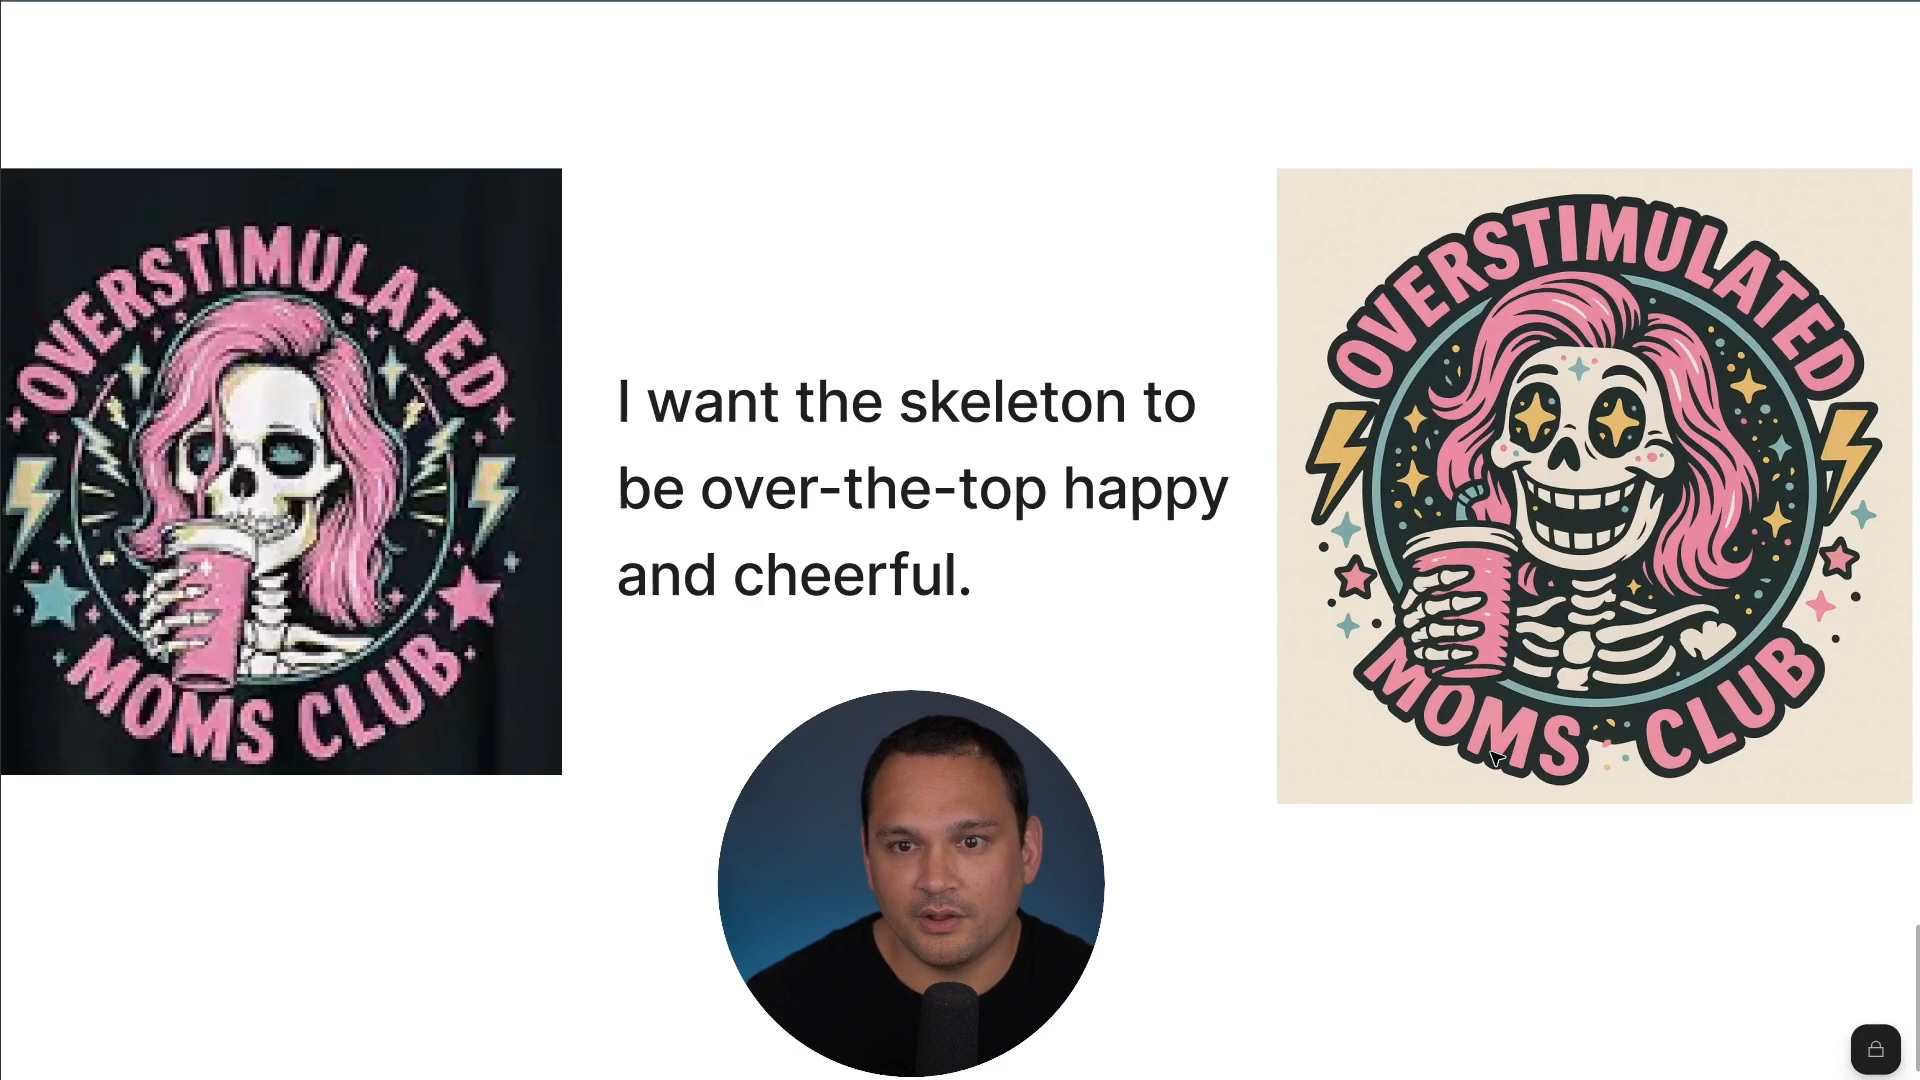 OVERSTIMULATED
MOMS CLUB
I want the skeleton to
be over-the-top happy
and cheerful.
OVERSTIMULATED
MOMS CLUB